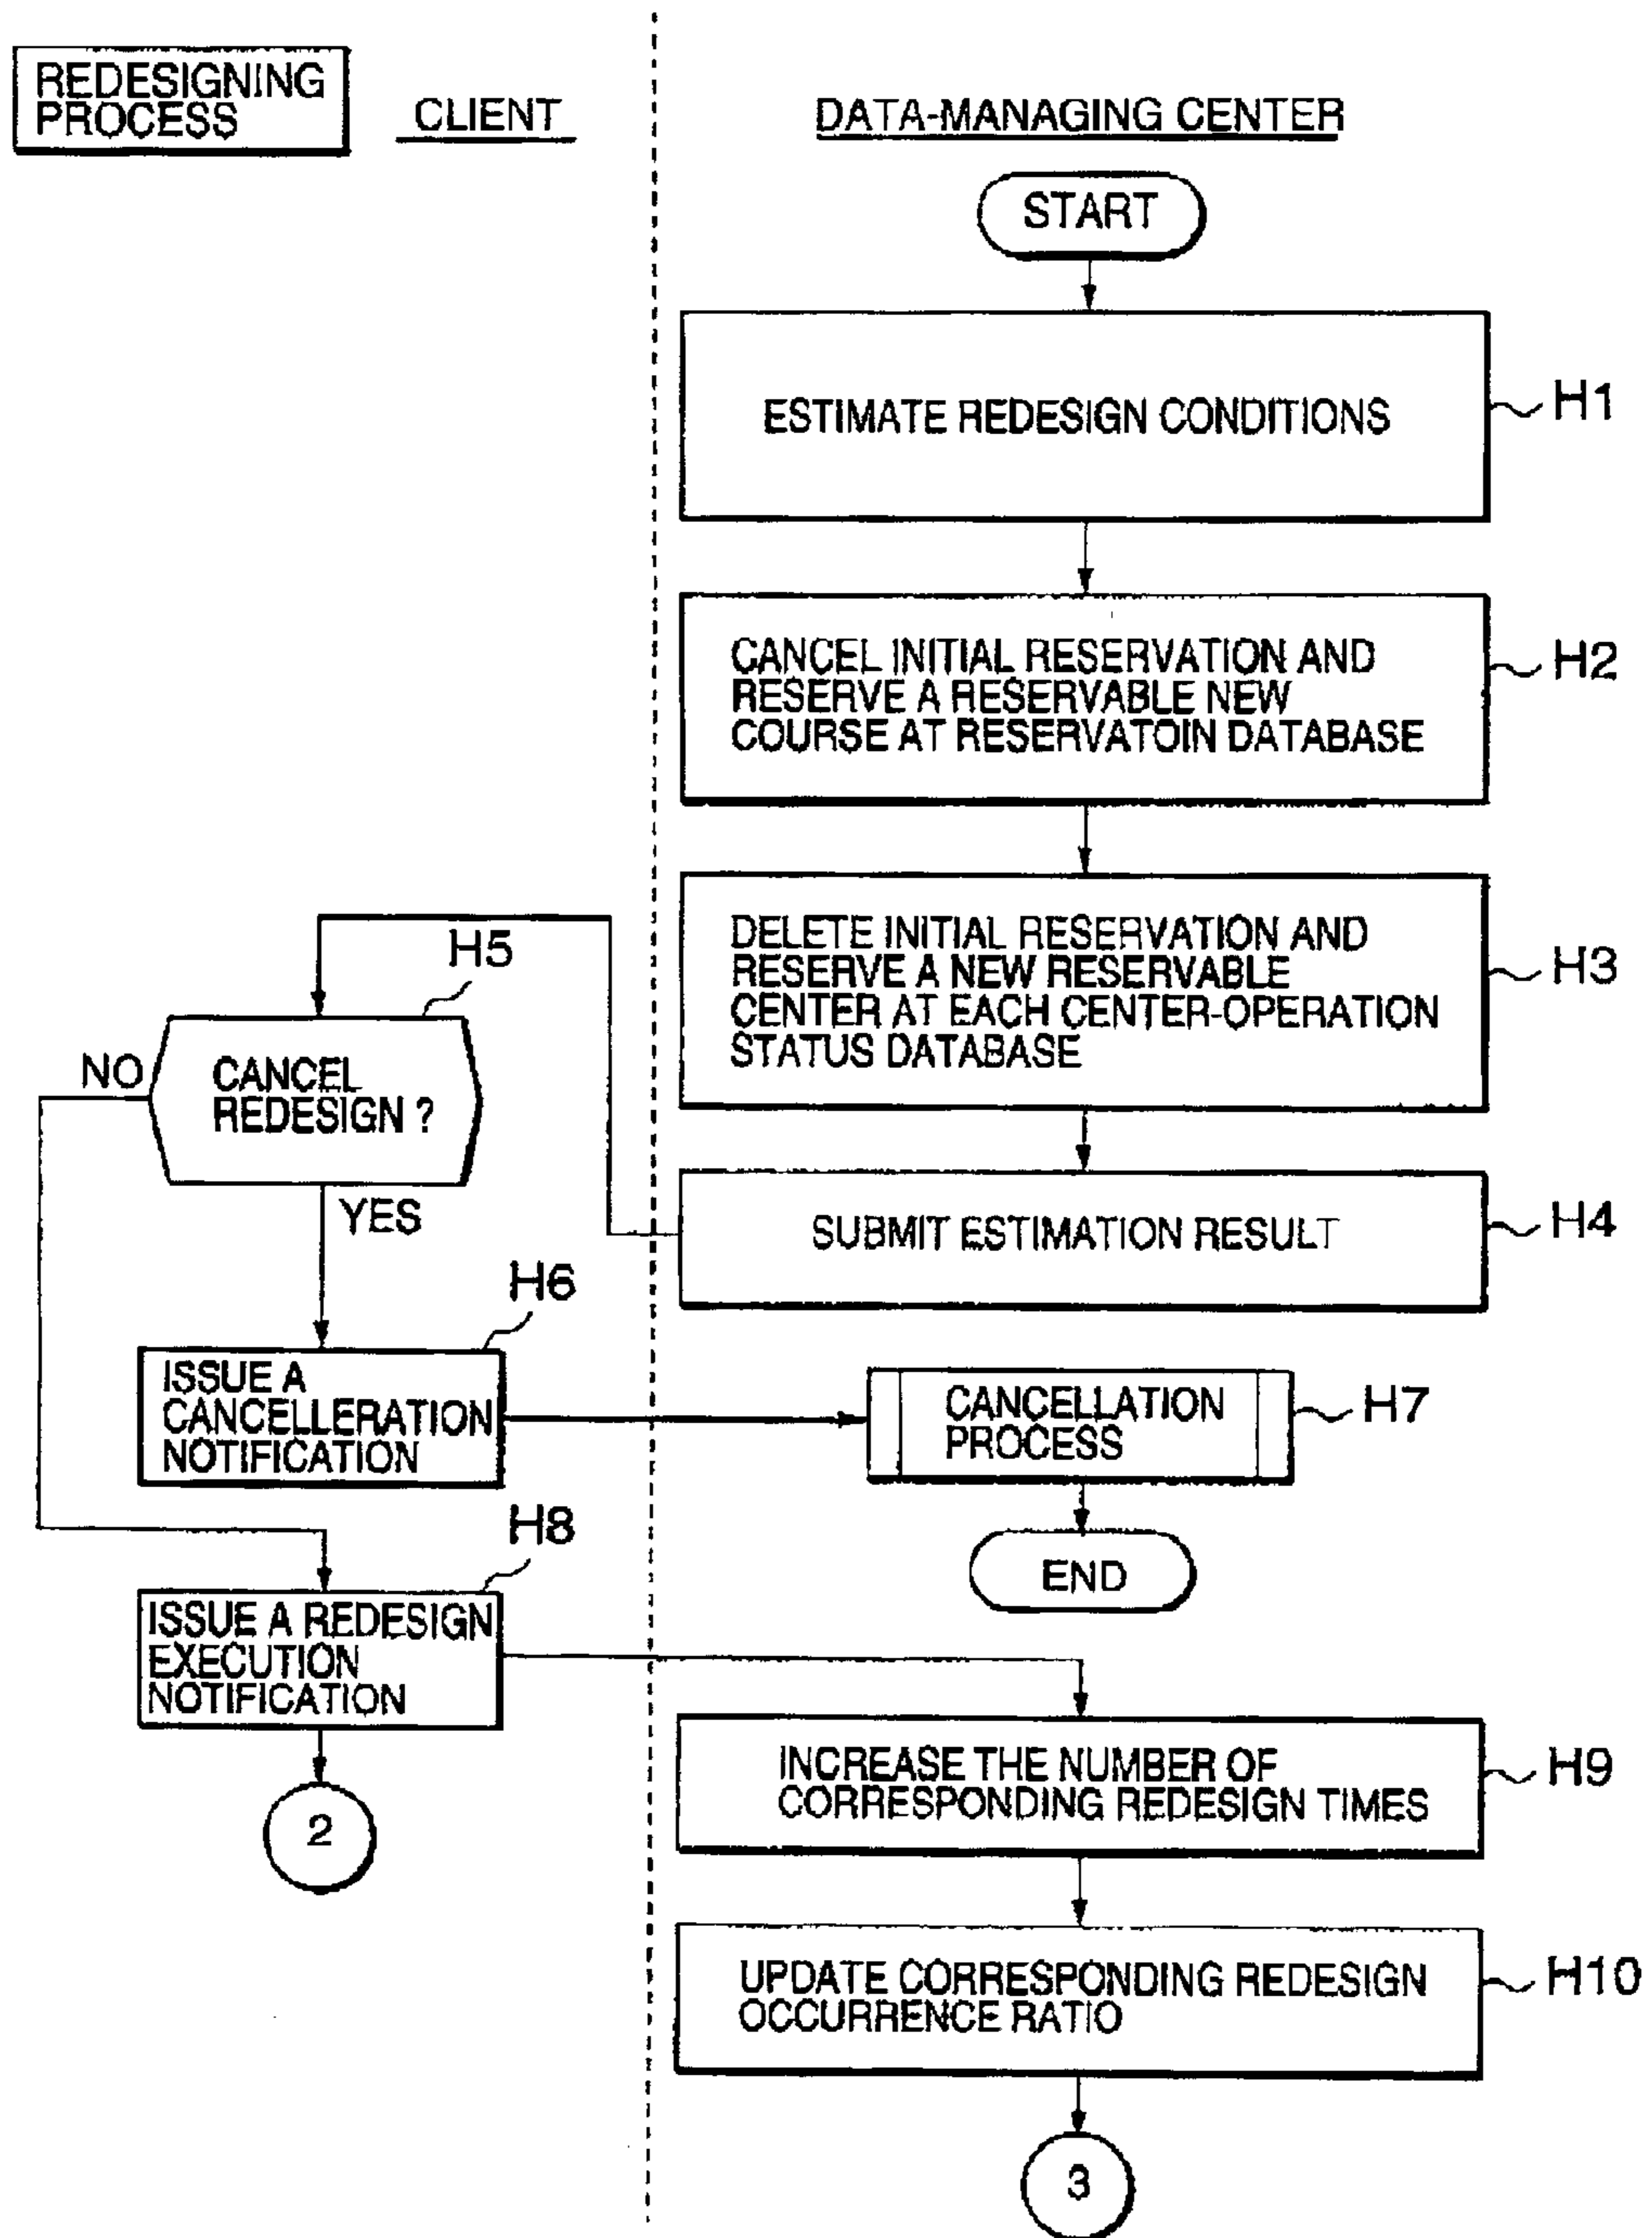 REDESIGNING
PROCESS
CLIENT
DATA-MANAGING CENTER
START
ESTIMATE REDESIGN CONDITIONS
H1
CANCEL INITIAL RESERVATION AND
RESERVE A RESERVABLE NEW
COURSE AT RESERVATOIN DATABASE
H2
DELETE INITIAL RESERVATION AND
RESERVE A NEW RESERVABLE
CENTER AT EACH CENTER-OPERATION
STATUS DATABASE
H3
SUBMIT ESTIMATION RESULT
H4
H5
CANCEL
REDESIGN ?
NO
YES
H6
ISSUE A
CANCELLERATION
NOTIFICATION
CANCELLATION
PROCESS
H7
END
H8
ISSUE A REDESIGN
EXECUTION
NOTIFICATION
2
INCREASE THE NUMBER OF
CORRESPONDING REDESIGN TIMES
H9
UPDATE CORRESPONDING REDESIGN
OCCURRENCE RATIO
H10
3